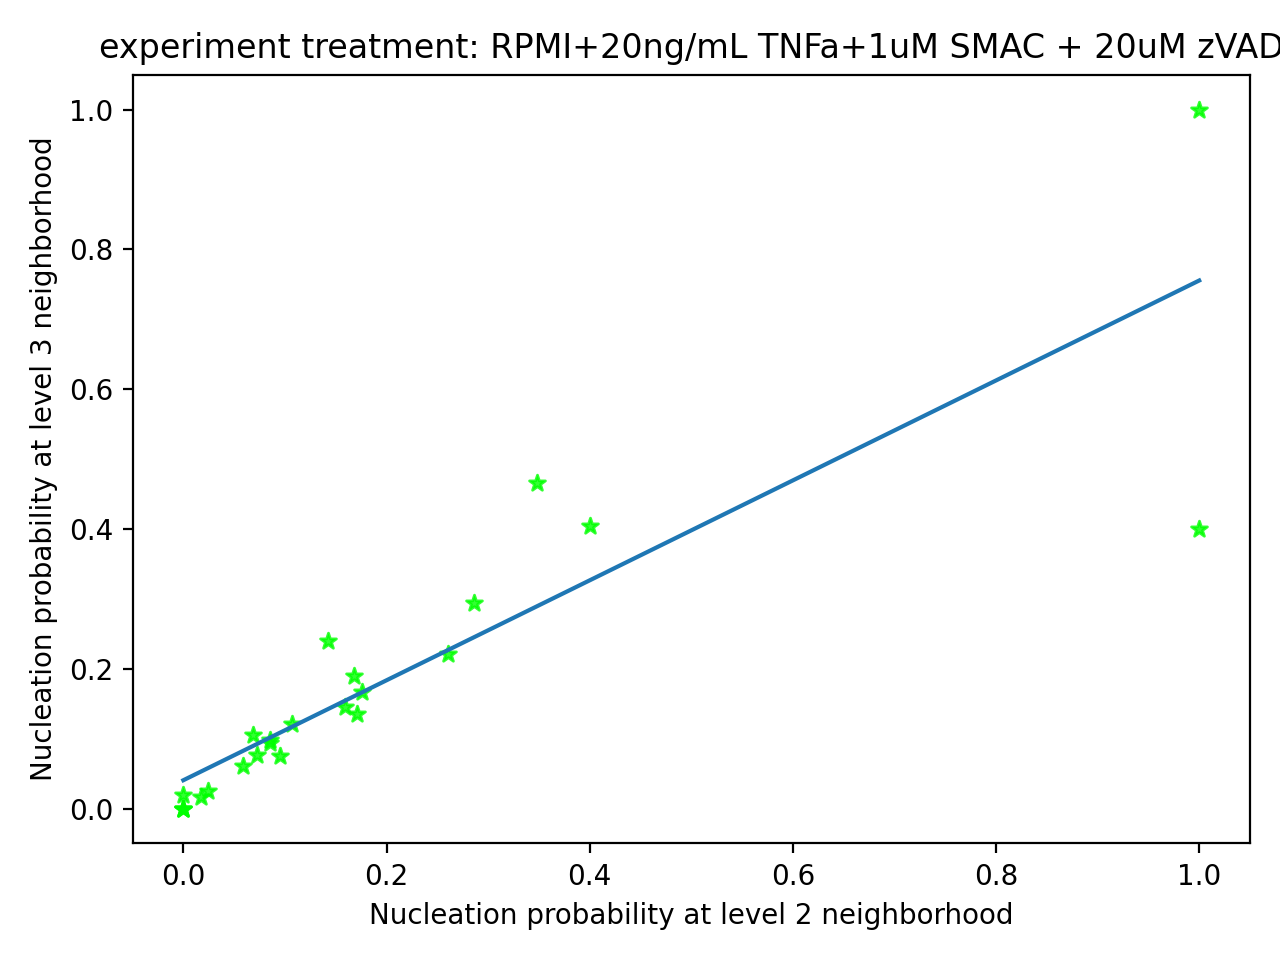 experiment treatment: RPMI+20ng/mL TNFa+1uM SMAC + 20uM zVAD
1.0
0.8
0.6
0.4
0.2
0.0
Nucleation probability at level 3 neighborhood
0.0 0.2 0.4 0.6 0.8 1.0
Nucleation probability at level 2 neighborhood